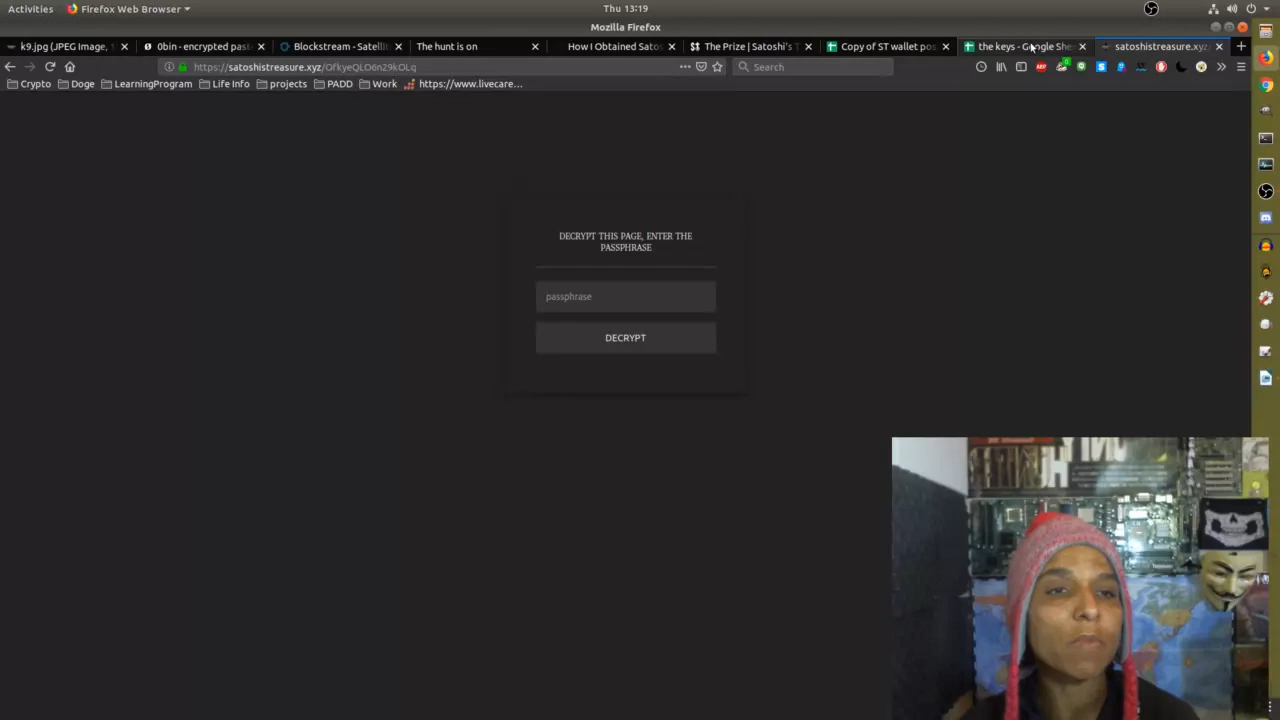 Activities
Firefox Web Browser
Thu 13:19
Mozilla Firefox
k9.jpg (JPEG Image,
0bin - encrypted past
Blockstream - Satelli
The hunt is on
How I Obtained Satos
The Prize | Satoshi's T
Copy of ST wallet pos
the keys - Google She
satoshistreasure.xyz/
https://satoshistreasure.xyz/OfkyeQLO6n29kOLq
Search
Crypto
Doge
LearningProgram
Life Info
projects
PADD
Work
https://www.livecare...
DECRYPT THIS PAGE, ENTER THE
PASSPHRASE
passphrase
DECRYPT